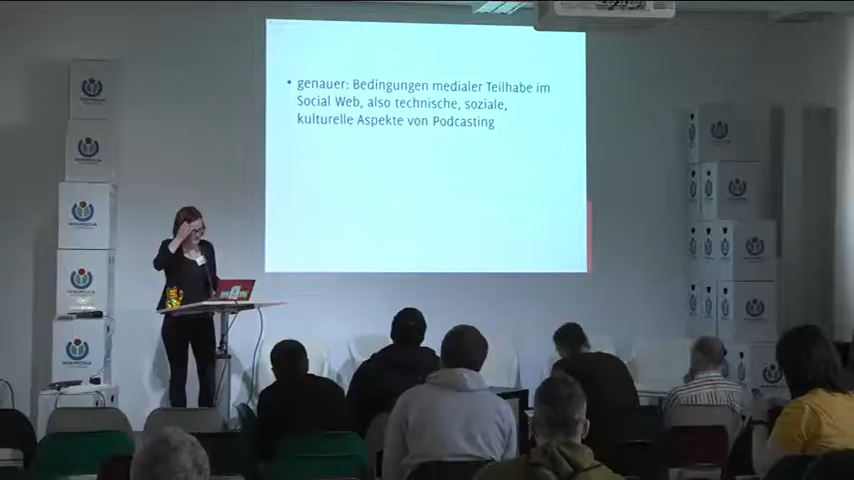 • genauer: Bedingungen medialer Teilhabe im
Social Web, also technische, soziale,
kulturelle Aspekte von Podcasting